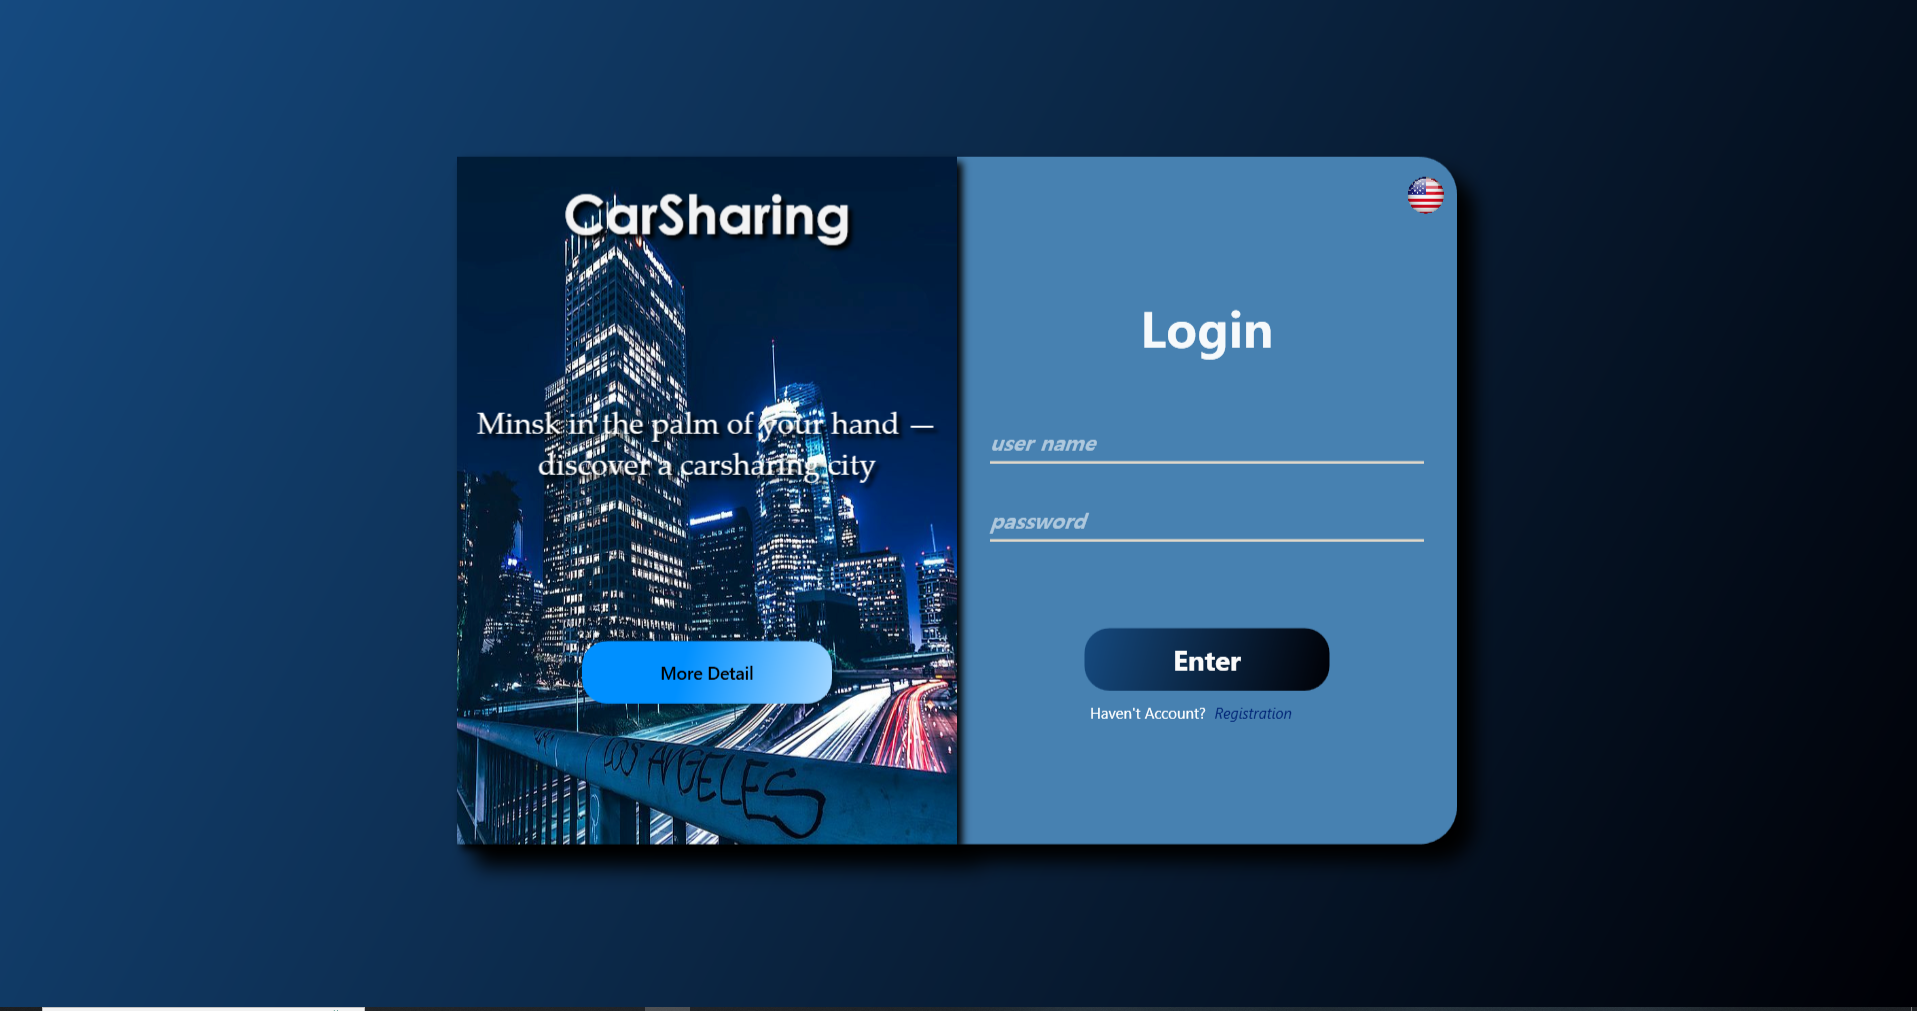 CarSharing
Minsk in the palm of your hand —
discover a carsharing city
More Detail
LOS ANGELES
Login
user name
password
Enter
Haven't Account? Registration